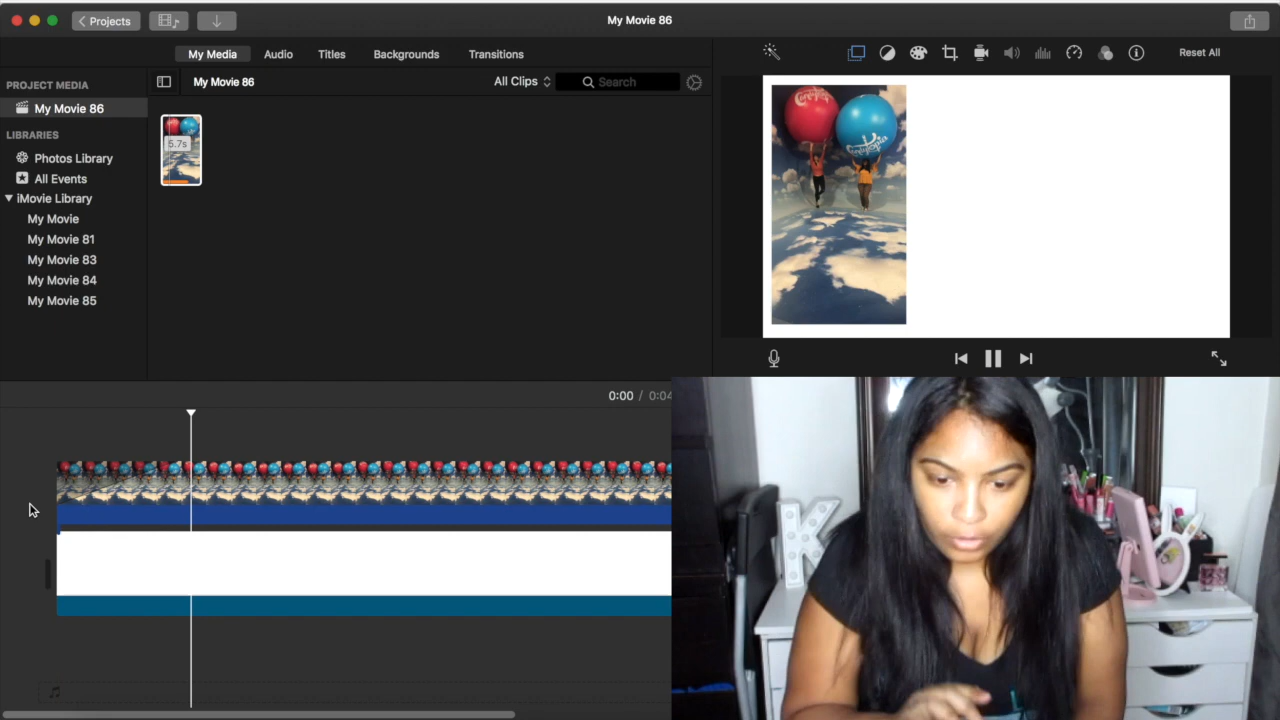 Projects
My Movie 86
My Media
Audio
Titles
Backgrounds
Transitions
Reset All
PROJECT MEDIA
My Movie 86
All Clips
Search
My Movie 86
LIBRARIES
Photos Library
All Events
iMovie Library
My Movie
My Movie 81
My Movie 83
My Movie 84
My Movie 85
5.7s
Candytopia
Candytopia
0:00 / 0:04
K